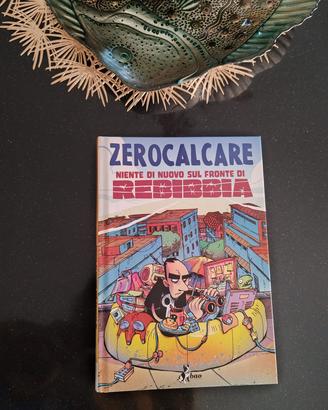 ZEROCALCARE
NIENTE DI NUOVO SUL FRONTE DI
REBIBBIA
bao